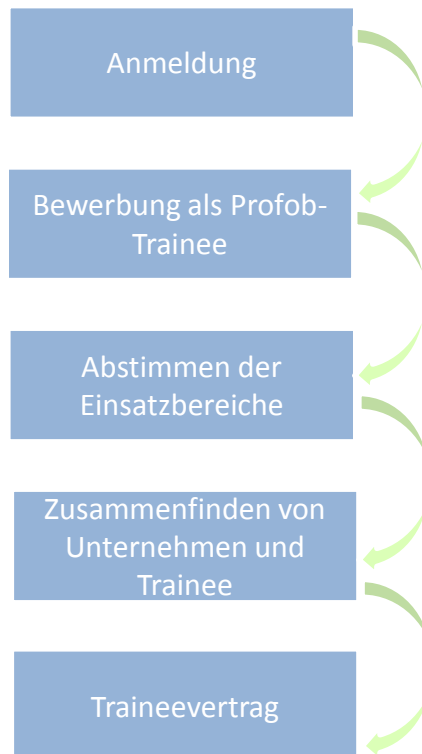 Anmeldung
Bewerbung als Profob-
Trainee
Abstimmen der
Einsatzbereiche
Zusammenfinden von
Unternehmen und
Trainee
Traineevertrag